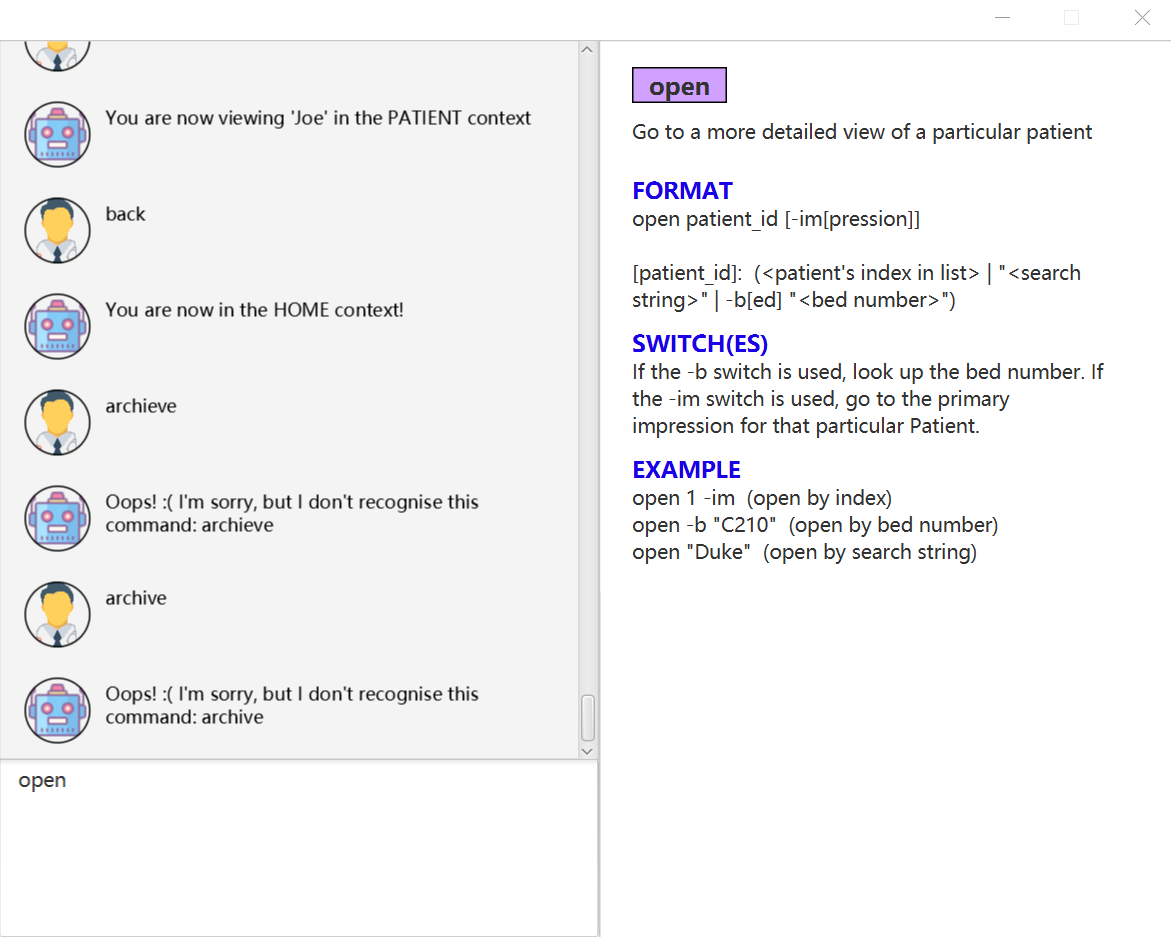 You are now viewing 'Joe' in the PATIENT context
back
You are now in the HOME context!
archieve
Oops! :( I'm sorry, but I don't recognise this
command: archieve
archive
Oops! :( I'm sorry, but I don't recognise this
command: archive
open
open
Go to a more detailed view of a particular patient
FORMAT
open patient_id [-im[pression]]
[patient_id]:  (<patient's index in list> | "<search
string>" | -b[ed] "<bed number>")
SWITCH(ES)
If the -b switch is used, look up the bed number. If
the -im switch is used, go to the primary
impression for that particular Patient.
EXAMPLE
open 1 -im  (open by index)
open -b "C210"  (open by bed number)
open "Duke"  (open by search string)